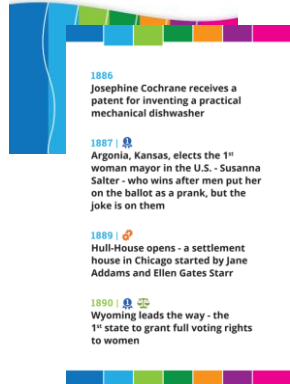 1886
Josephine Cochrane receives a
patent for inventing a practical
mechanical dishwasher
1887 |
Argonia, Kansas, elects the 1st
woman mayor in the U.S. - Susanna
Salter - who wins after men put her
on the ballot as a prank, but the
joke is on them
1889 |
Hull-House opens - a settlement
house in Chicago started by Jane
Addams and Ellen Gates Starr
1890 |
Wyoming leads the way - the
1st state to grant full voting rights
to women